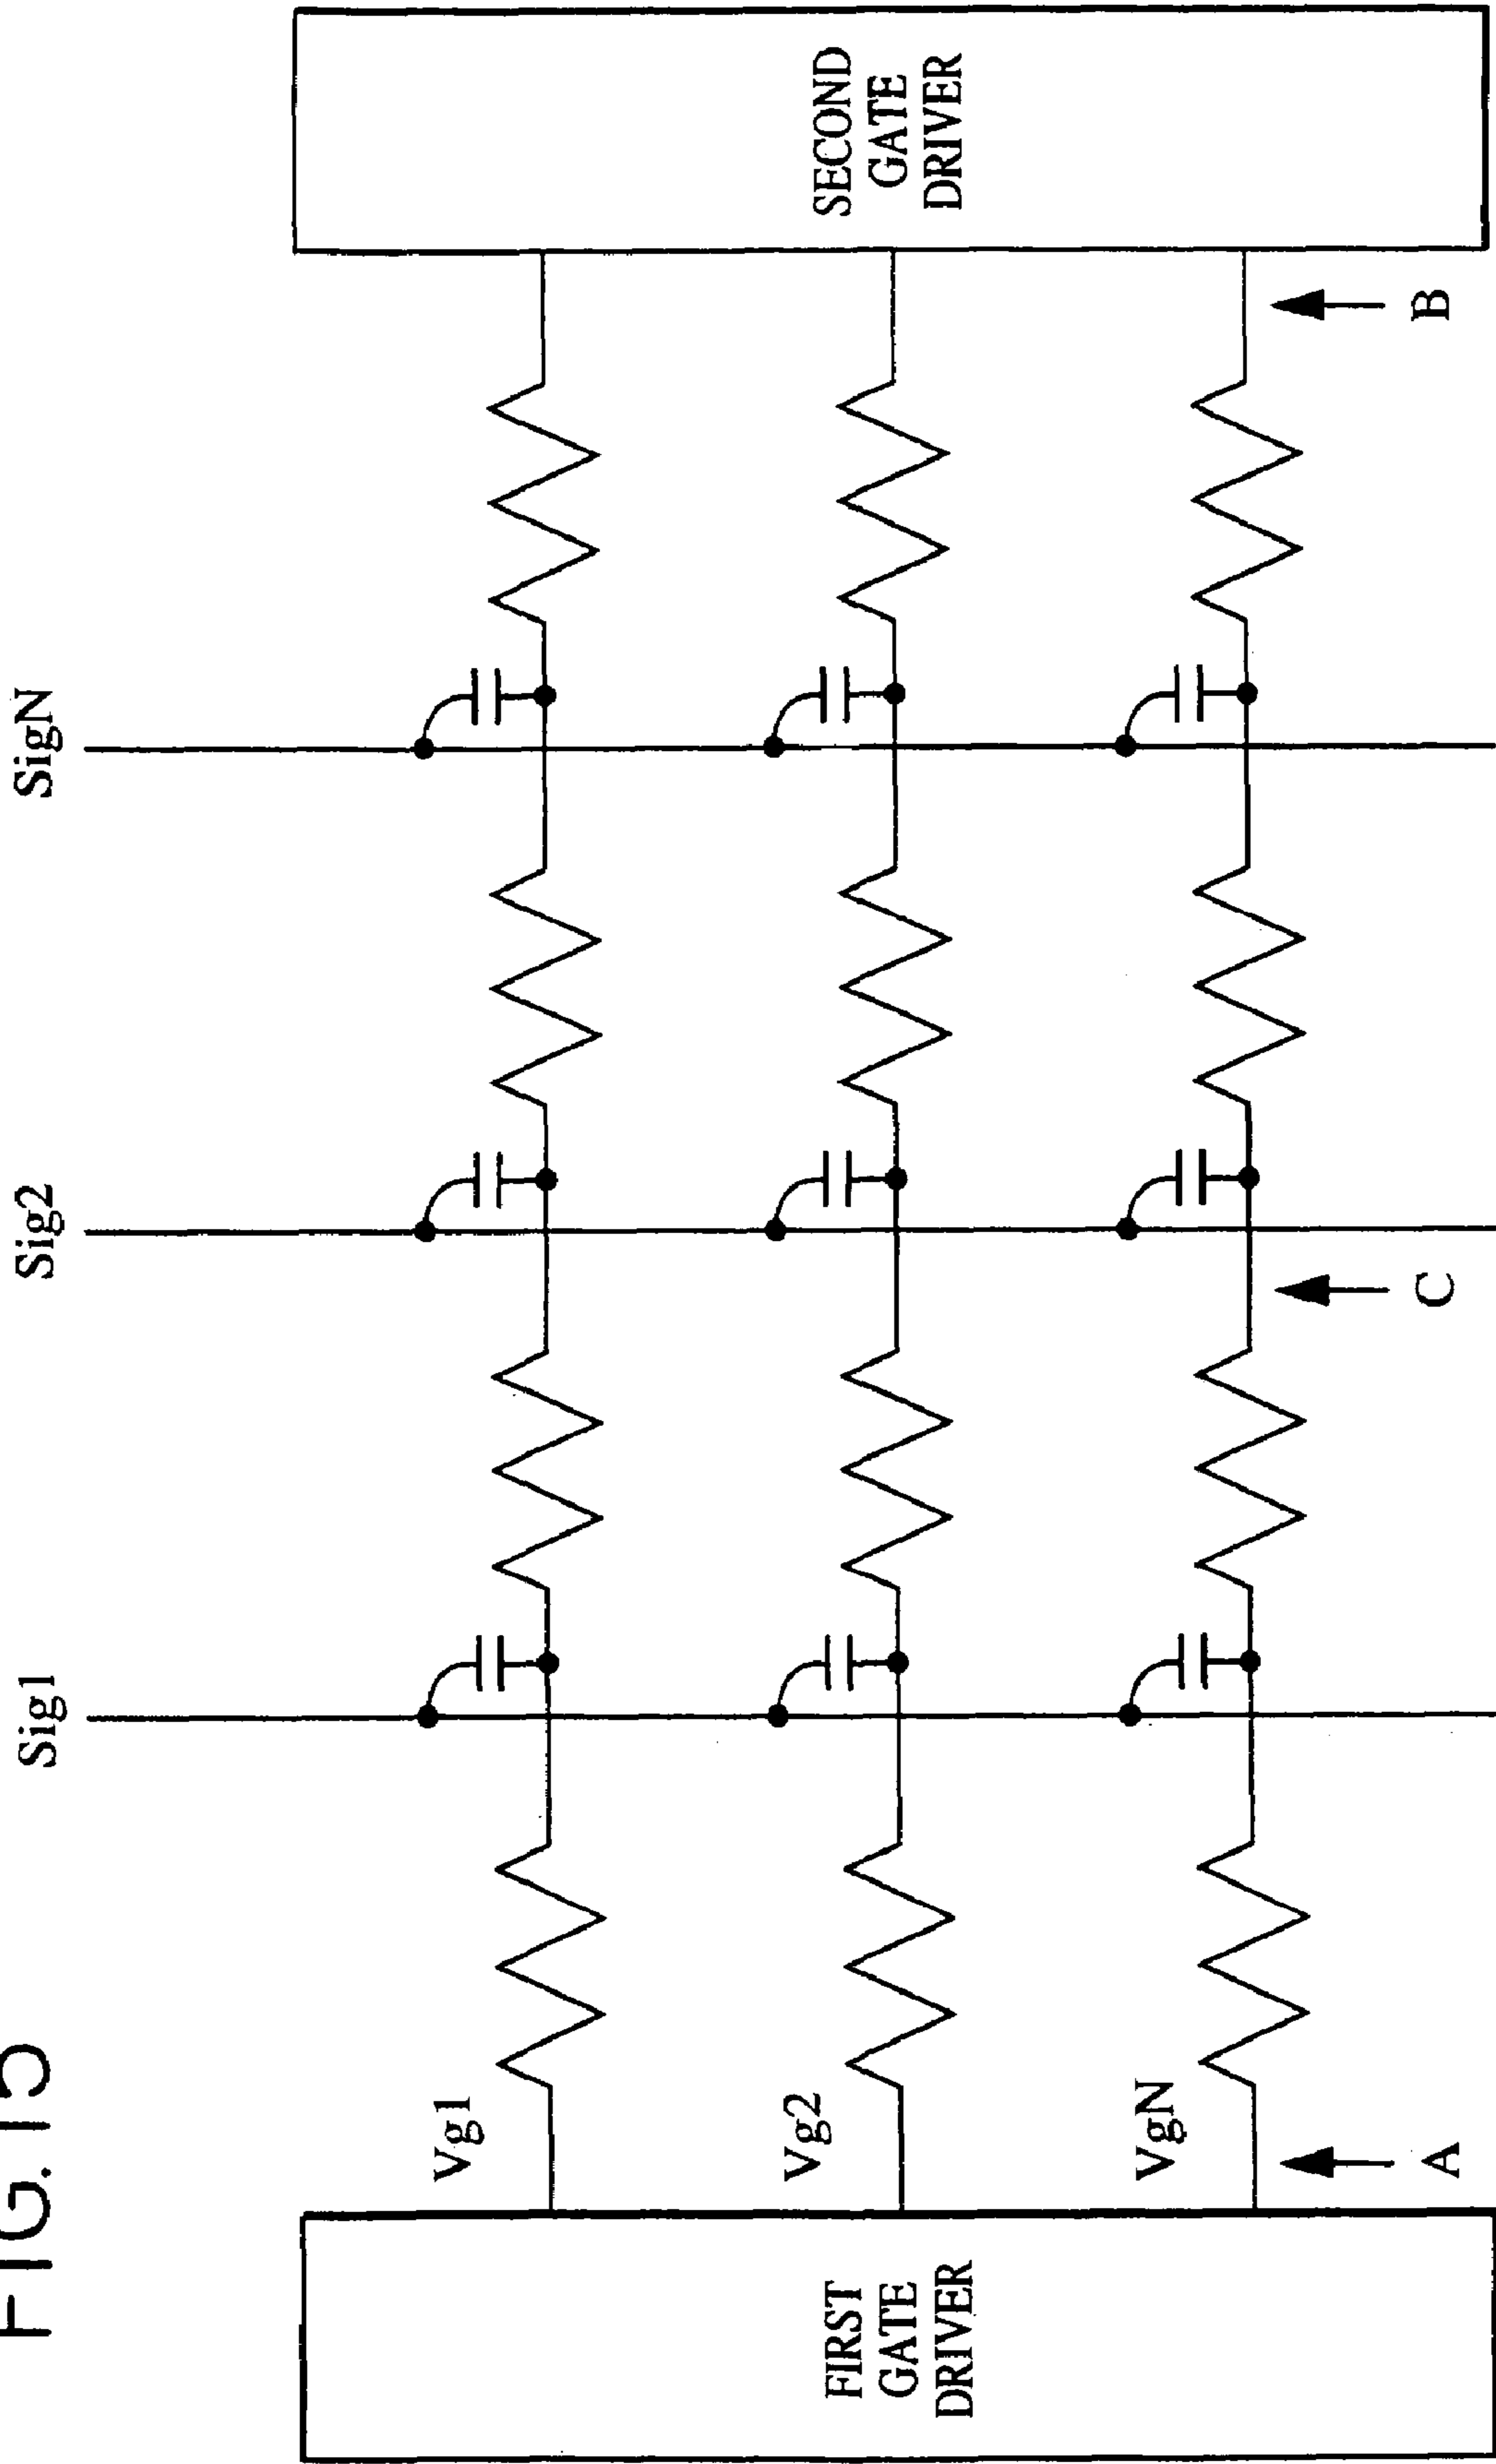 FIG. 15
Sig1
Sig2
SigN
Vg1
Vg2
VgN
FIRST
GATE
DRIVER
SECOND
GATE
DRIVER
A
C
B